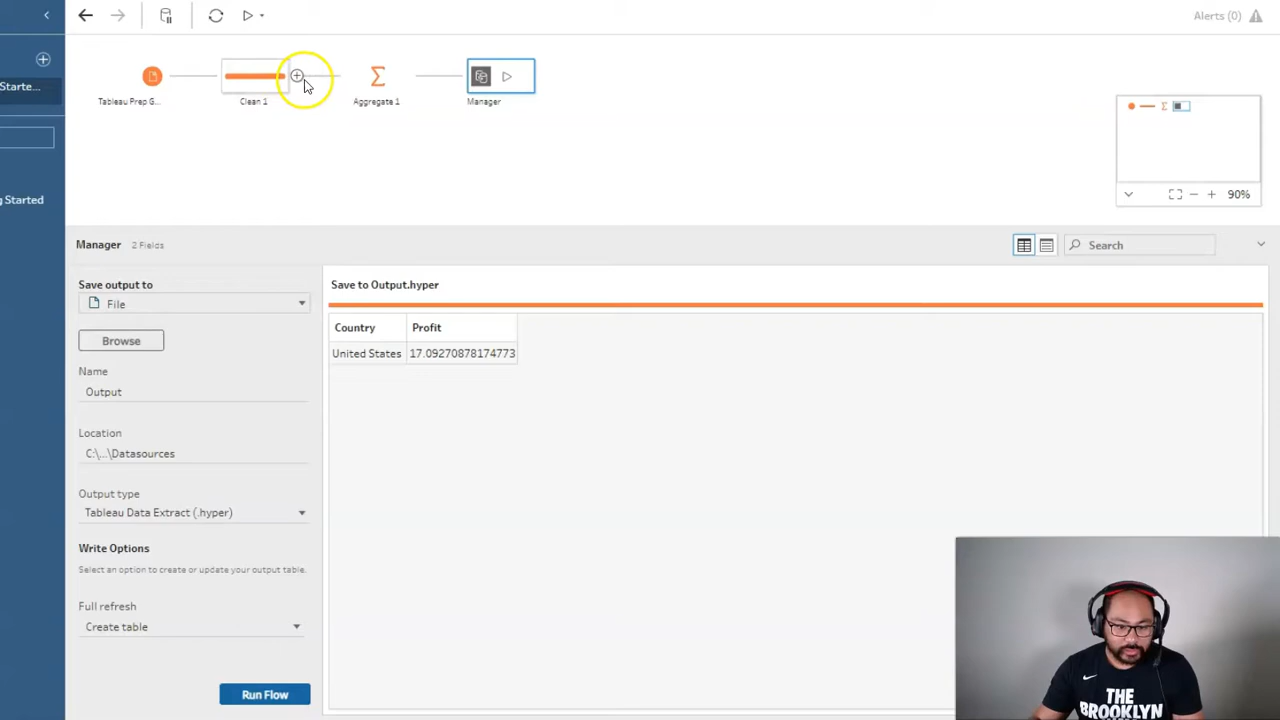 Alerts (0)
Starte...
Tableau Prep G...
Clean 1
Aggregate 1
Manager
90%
g Started
Manager 2 Fields
Search
Save output to
File
Browse
Name
Output
Location
C:\...\Datasources
Output type
Tableau Data Extract (.hyper)
Write Options
Select an option to create or update your output table.
Full refresh
Create table
Run Flow
Save to Output.hyper
Country Profit
United States 17.09270878174773
THE
BROOKLYN